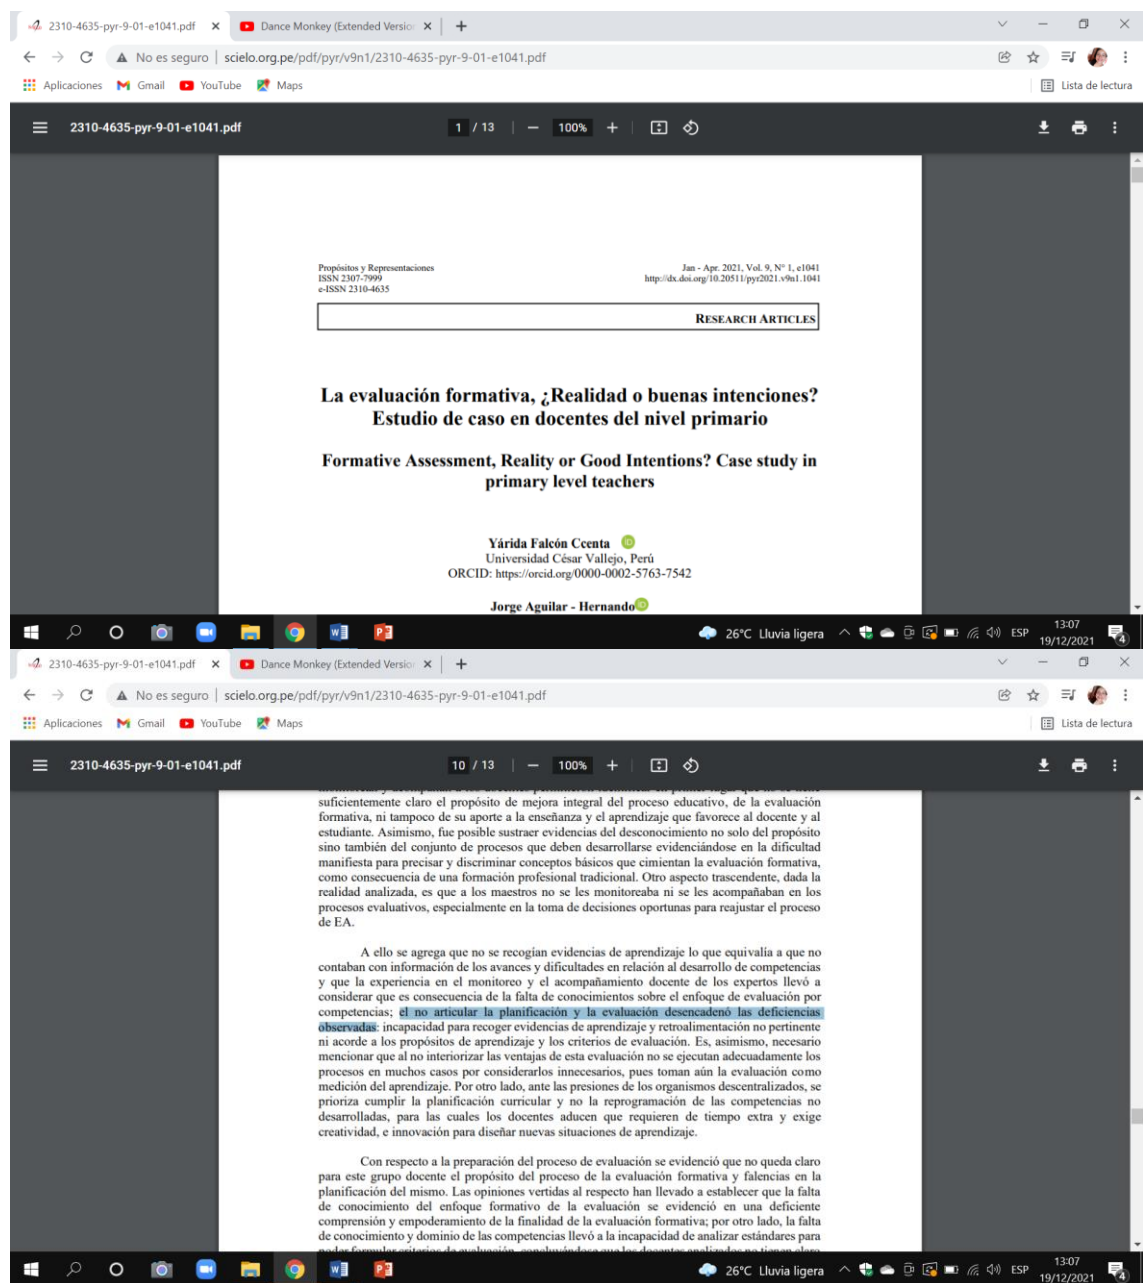 2310-4635-pyr-9-01-e1041.pdf
Dance Monkey (Extended Version
No es seguro | scielo.org.pe/pdf/pyr/v9n1/2310-4635-pyr-9-01-e1041.pdf
Aplicaciones Gmail YouTube Maps Lista de lectura
2310-4635-pyr-9-01-e1041.pdf 1 / 13 | − 100% +
Propósitos y Representaciones Jan - Apr. 2021, Vol. 9, N° 1, e1041
ISSN 2307-7999 http://dx.doi.org/10.20511/pyr2021.v9n1.1041
e-ISSN 2310-4635
RESEARCH ARTICLES
La evaluación formativa, ¿Realidad o buenas intenciones?
Estudio de caso en docentes del nivel primario
Formative Assessment, Reality or Good Intentions? Case study in
primary level teachers
Yárida Falcón Ccenta iD
Universidad César Vallejo, Perú
ORCID: https://orcid.org/0000-0002-5763-7542
Jorge Aguilar - Hernando
26°C Lluvia ligera ESP 13:07
19/12/2021 4
2310-4635-pyr-9-01-e1041.pdf
Dance Monkey (Extended Version
No es seguro | scielo.org.pe/pdf/pyr/v9n1/2310-4635-pyr-9-01-e1041.pdf
Aplicaciones Gmail YouTube Maps Lista de lectura
2310-4635-pyr-9-01-e1041.pdf 10 / 13 | − 100% +
suficientemente claro el propósito de mejora integral del proceso educativo, de la evaluación
formativa, ni tampoco de su aporte a la enseñanza y el aprendizaje que favorece al docente y al
estudiante. Asimismo, fue posible sustraer evidencias del desconocimiento no solo del propósito
sino también del conjunto de procesos que deben desarrollarse evidenciándose en la dificultad
manifiesta para precisar y discriminar conceptos básicos que cimientan la evaluación formativa,
como consecuencia de una formación profesional tradicional. Otro aspecto trascendente, dada la
realidad analizada, es que a los maestros no se les monitoreaba ni se les acompañaban en los
procesos evaluativos, especialmente en la toma de decisiones oportunas para reajustar el proceso
de EA.
A ello se agrega que no se recogían evidencias de aprendizaje lo que equivalía a que no
contaban con información de los avances y dificultades en relación al desarrollo de competencias
y que la experiencia en el monitoreo y el acompañamiento docente de los expertos llevó a
considerar que es consecuencia de la falta de conocimientos sobre el enfoque de evaluación por
competencias; el no articular la planificación y la evaluación desencadenó las deficiencias
observadas: incapacidad para recoger evidencias de aprendizaje y retroalimentación no pertinente
ni acorde a los propósitos de aprendizaje y los criterios de evaluación. Es, asimismo, necesario
mencionar que al no interiorizar las ventajas de esta evaluación no se ejecutan adecuadamente los
procesos en muchos casos por considerarlos innecesarios, pues toman aún la evaluación como
medición del aprendizaje. Por otro lado, ante las presiones de los organismos descentralizados, se
prioriza cumplir la planificación curricular y no la reprogramación de las competencias no
desarrolladas, para las cuales los docentes aducen que requieren de tiempo extra y exige
creatividad, e innovación para diseñar nuevas situaciones de aprendizaje.
Con respecto a la preparación del proceso de evaluación se evidenció que no queda claro
para este grupo docente el propósito del proceso de la evaluación formativa y falencias en la
planificación del mismo. Las opiniones vertidas al respecto han llevado a establecer que la falta
de conocimiento del enfoque formativo de la evaluación se evidenció en una deficiente
comprensión y empoderamiento de la finalidad de la evaluación formativa; por otro lado, la falta
de conocimiento y dominio de las competencias llevó a la incapacidad de analizar estándares para
26°C Lluvia ligera ESP 13:07
19/12/2021 4